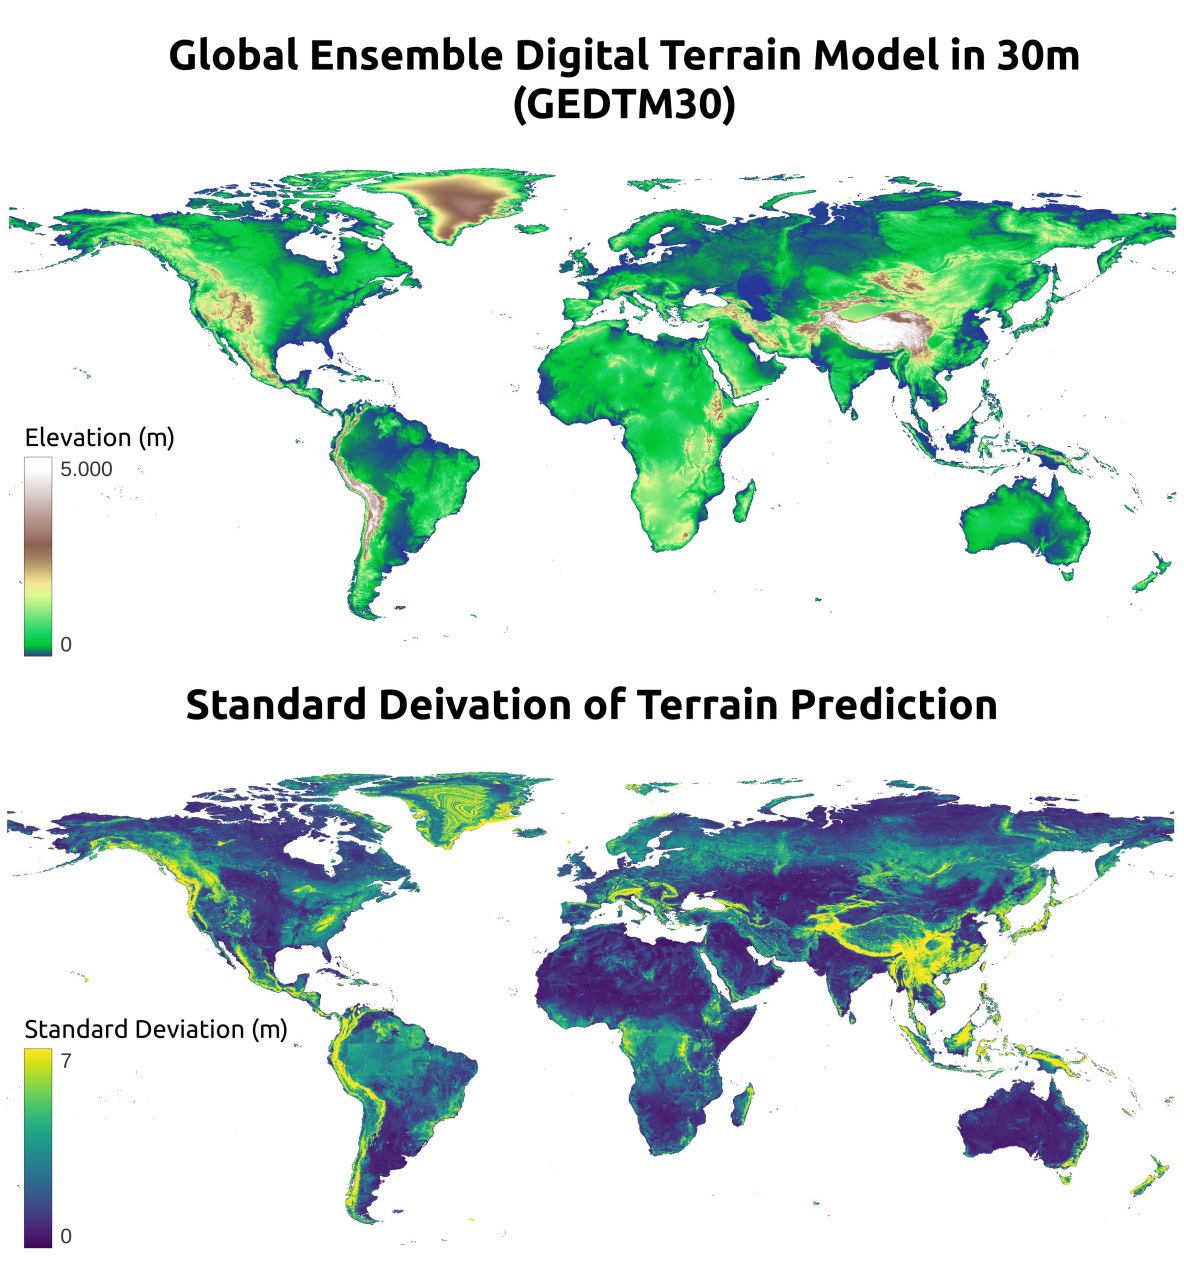 Global Ensemble Digital Terrain Model in 30m
(GEDTM30)
Elevation (m)
5.000
0
Standard Deivation of Terrain Prediction
Standard Deviation (m)
7
0